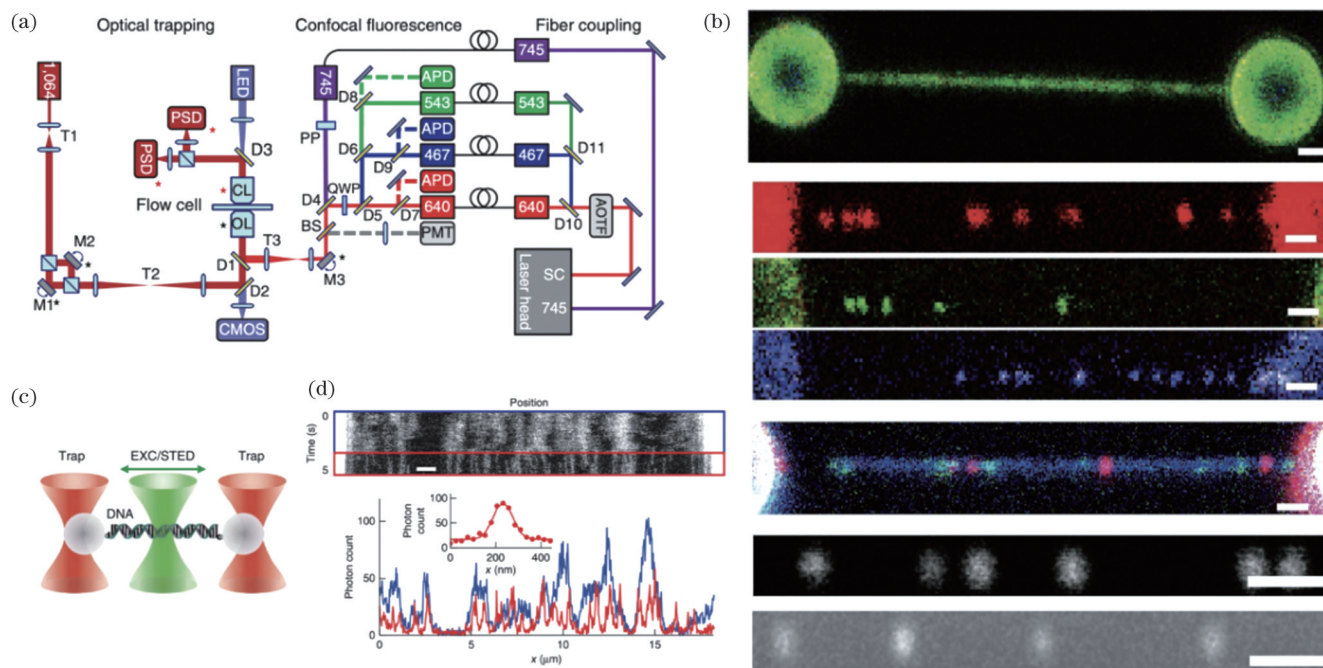 (a)
Optical trapping
Confocal fluorescence
Fiber coupling
1,064
T1
LED
PSD
*
PSD
*
D3
* CL
Flow cell
* OL
M2
*
M1*
T2
D1
D2
CMOS
T3
745
745
PP
D8
APD
543
543
D6
APD
D9
467
467
D11
QWP
APD
D4
D5
D7
640
640
D10
AOTF
BS
PMT
M3
*
Laser head
SC
745
(b)
(c)
Trap
EXC/STED
Trap
DNA
(d)
Position
Time (s)
0
5
Photon count
100
50
0
0
5
10
15
x (μm)
Photon
count
100
50
0
0
200
400
x (nm)